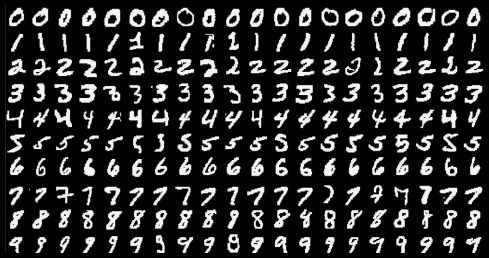 0 0 0 0 0 0 0 0 0 0 0 0 0 0 0 0 0 0 0 0
1 1 1 1 1 1 1 1 1 1 1 1 1 1 1 1 1 1 1 1
2 2 2 2 2 2 2 2 2 2 2 2 2 2 2 2 2 2 2 2
3 3 3 3 3 3 3 3 3 3 3 3 3 3 3 3 3 3 3 3
4 4 4 4 4 4 4 4 4 4 4 4 4 4 4 4 4 4 4 4
5 5 5 5 5 5 5 5 5 5 5 5 5 5 5 5 5 5 5 5
6 6 6 6 6 6 6 6 6 6 6 6 6 6 6 6 6 6 6 6
7 7 7 7 7 7 7 7 7 7 7 7 7 7 7 7 7 7 7 7
8 8 8 8 8 8 8 8 8 8 8 8 8 8 8 8 8 8 8 8
9 9 9 9 9 9 9 9 9 9 9 9 9 9 9 9 9 9 9 9